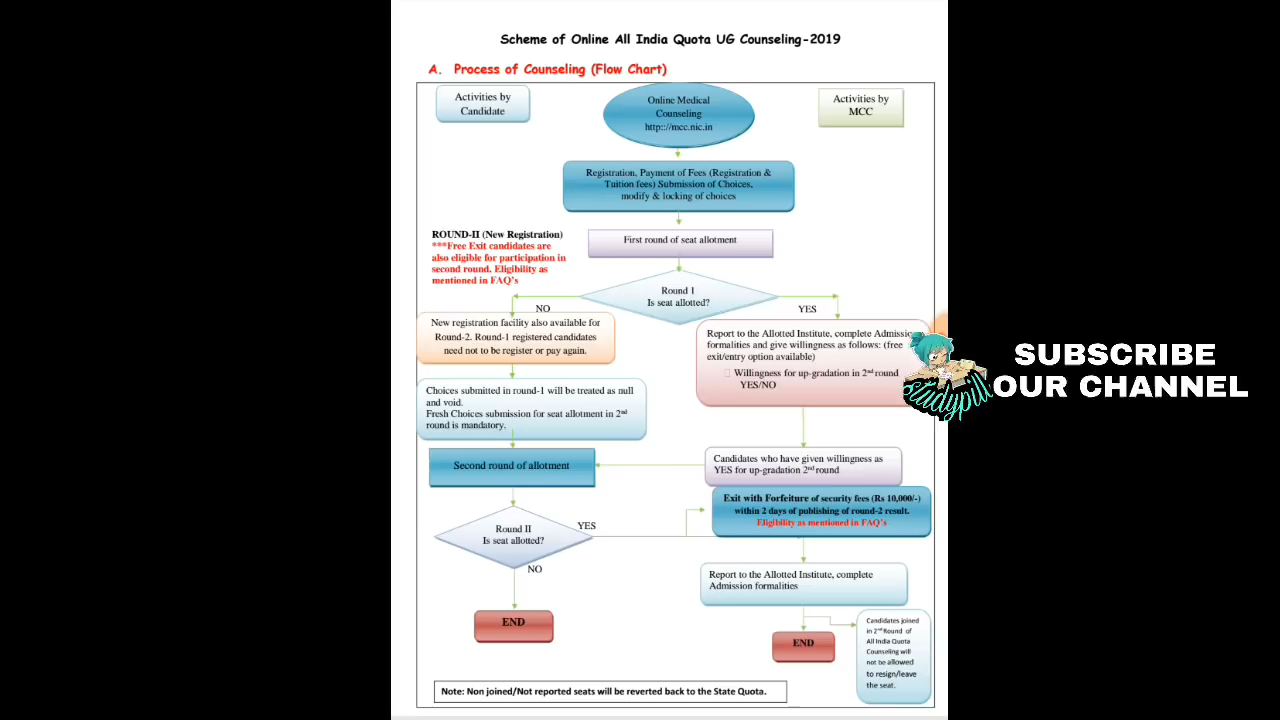 Scheme of Online All India Quota UG Counseling-2019
A. Process of Counseling (Flow Chart)
Activities by
Candidate
Online Medical
Counseling
http:://mcc.nic.in
Activities by
MCC
Registration, Payment of Fees (Registration &
Tuition fees) Submission of Choices,
modify & locking of choices
ROUND-II (New Registration)
***Free Exit candidates are
also eligible for participation in
second round. Eligibility as
mentioned in FAQ's
First round of seat allotment
Round I
Is seat allotted?
NO
YES
New registration facility also available for
Round-2. Round-1 registered candidates
need not to be register or pay again.
Report to the Allotted Institute, complete
formalities and give willingness as follows: (free
exit/entry option available)
Willingness for up-gradation in 2nd round
YES/NO
Studypill
SUBSCRIBE
OUR CHANNEL
Choices submitted in round-1 will be treated as null
and void.
Fresh Choices submission for seat allotment in 2nd
round is mandatory.
Second round of allotment
Candidates who have given willingness as
YES for up-gradation 2nd round
Exit with Forfeiture of security fees (Rs 10,000/-)
within 2 days of publishing of round-2 result.
Eligibility as mentioned in FAQ's
Round II
Is seat allotted?
YES
NO
Report to the Allotted Institute, complete
Admission formalities
END
END
Candidates joined
in 2nd Round of
All India Quota
Counseling will
not be allowed
to resign/leave
the seat.
Note: Non joined/Not reported seats will be reverted back to the State Quota.